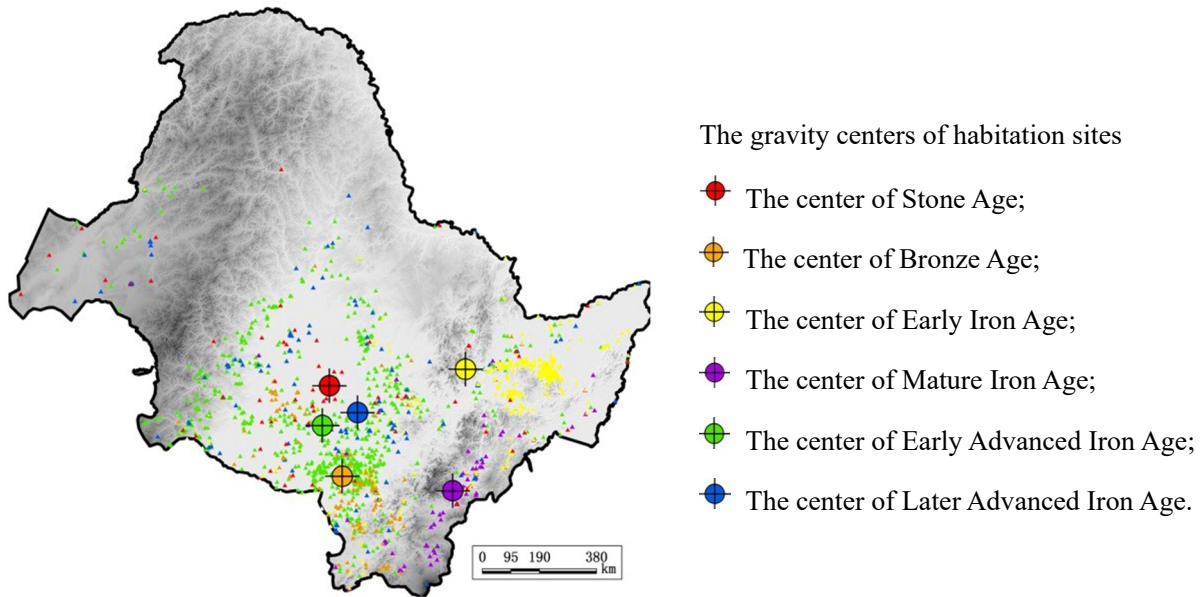 The gravity centers of habitation sites
The center of Stone Age;
The center of Bronze Age;
The center of Early Iron Age;
The center of Mature Iron Age;
The center of Early Advanced Iron Age;
The center of Later Advanced Iron Age.
0 95 190 380
km